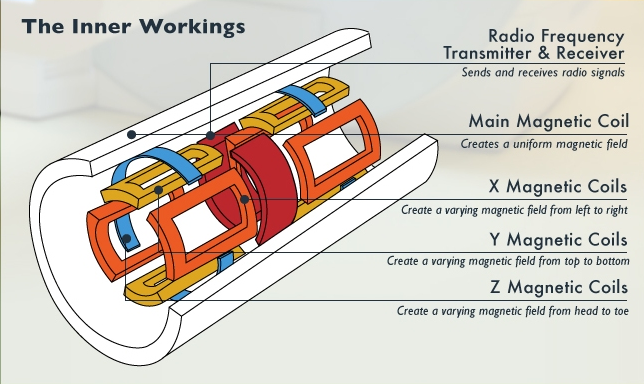 The Inner Workings
Radio Frequency
Transmitter & Receiver
Sends and receives radio signals
Main Magnetic Coil
Creates a uniform magnetic field
X Magnetic Coils
Create a varying magnetic field from left to right
Y Magnetic Coils
Create a varying magnetic field from top to bottom
Z Magnetic Coils
Create a varying magnetic field from head to toe